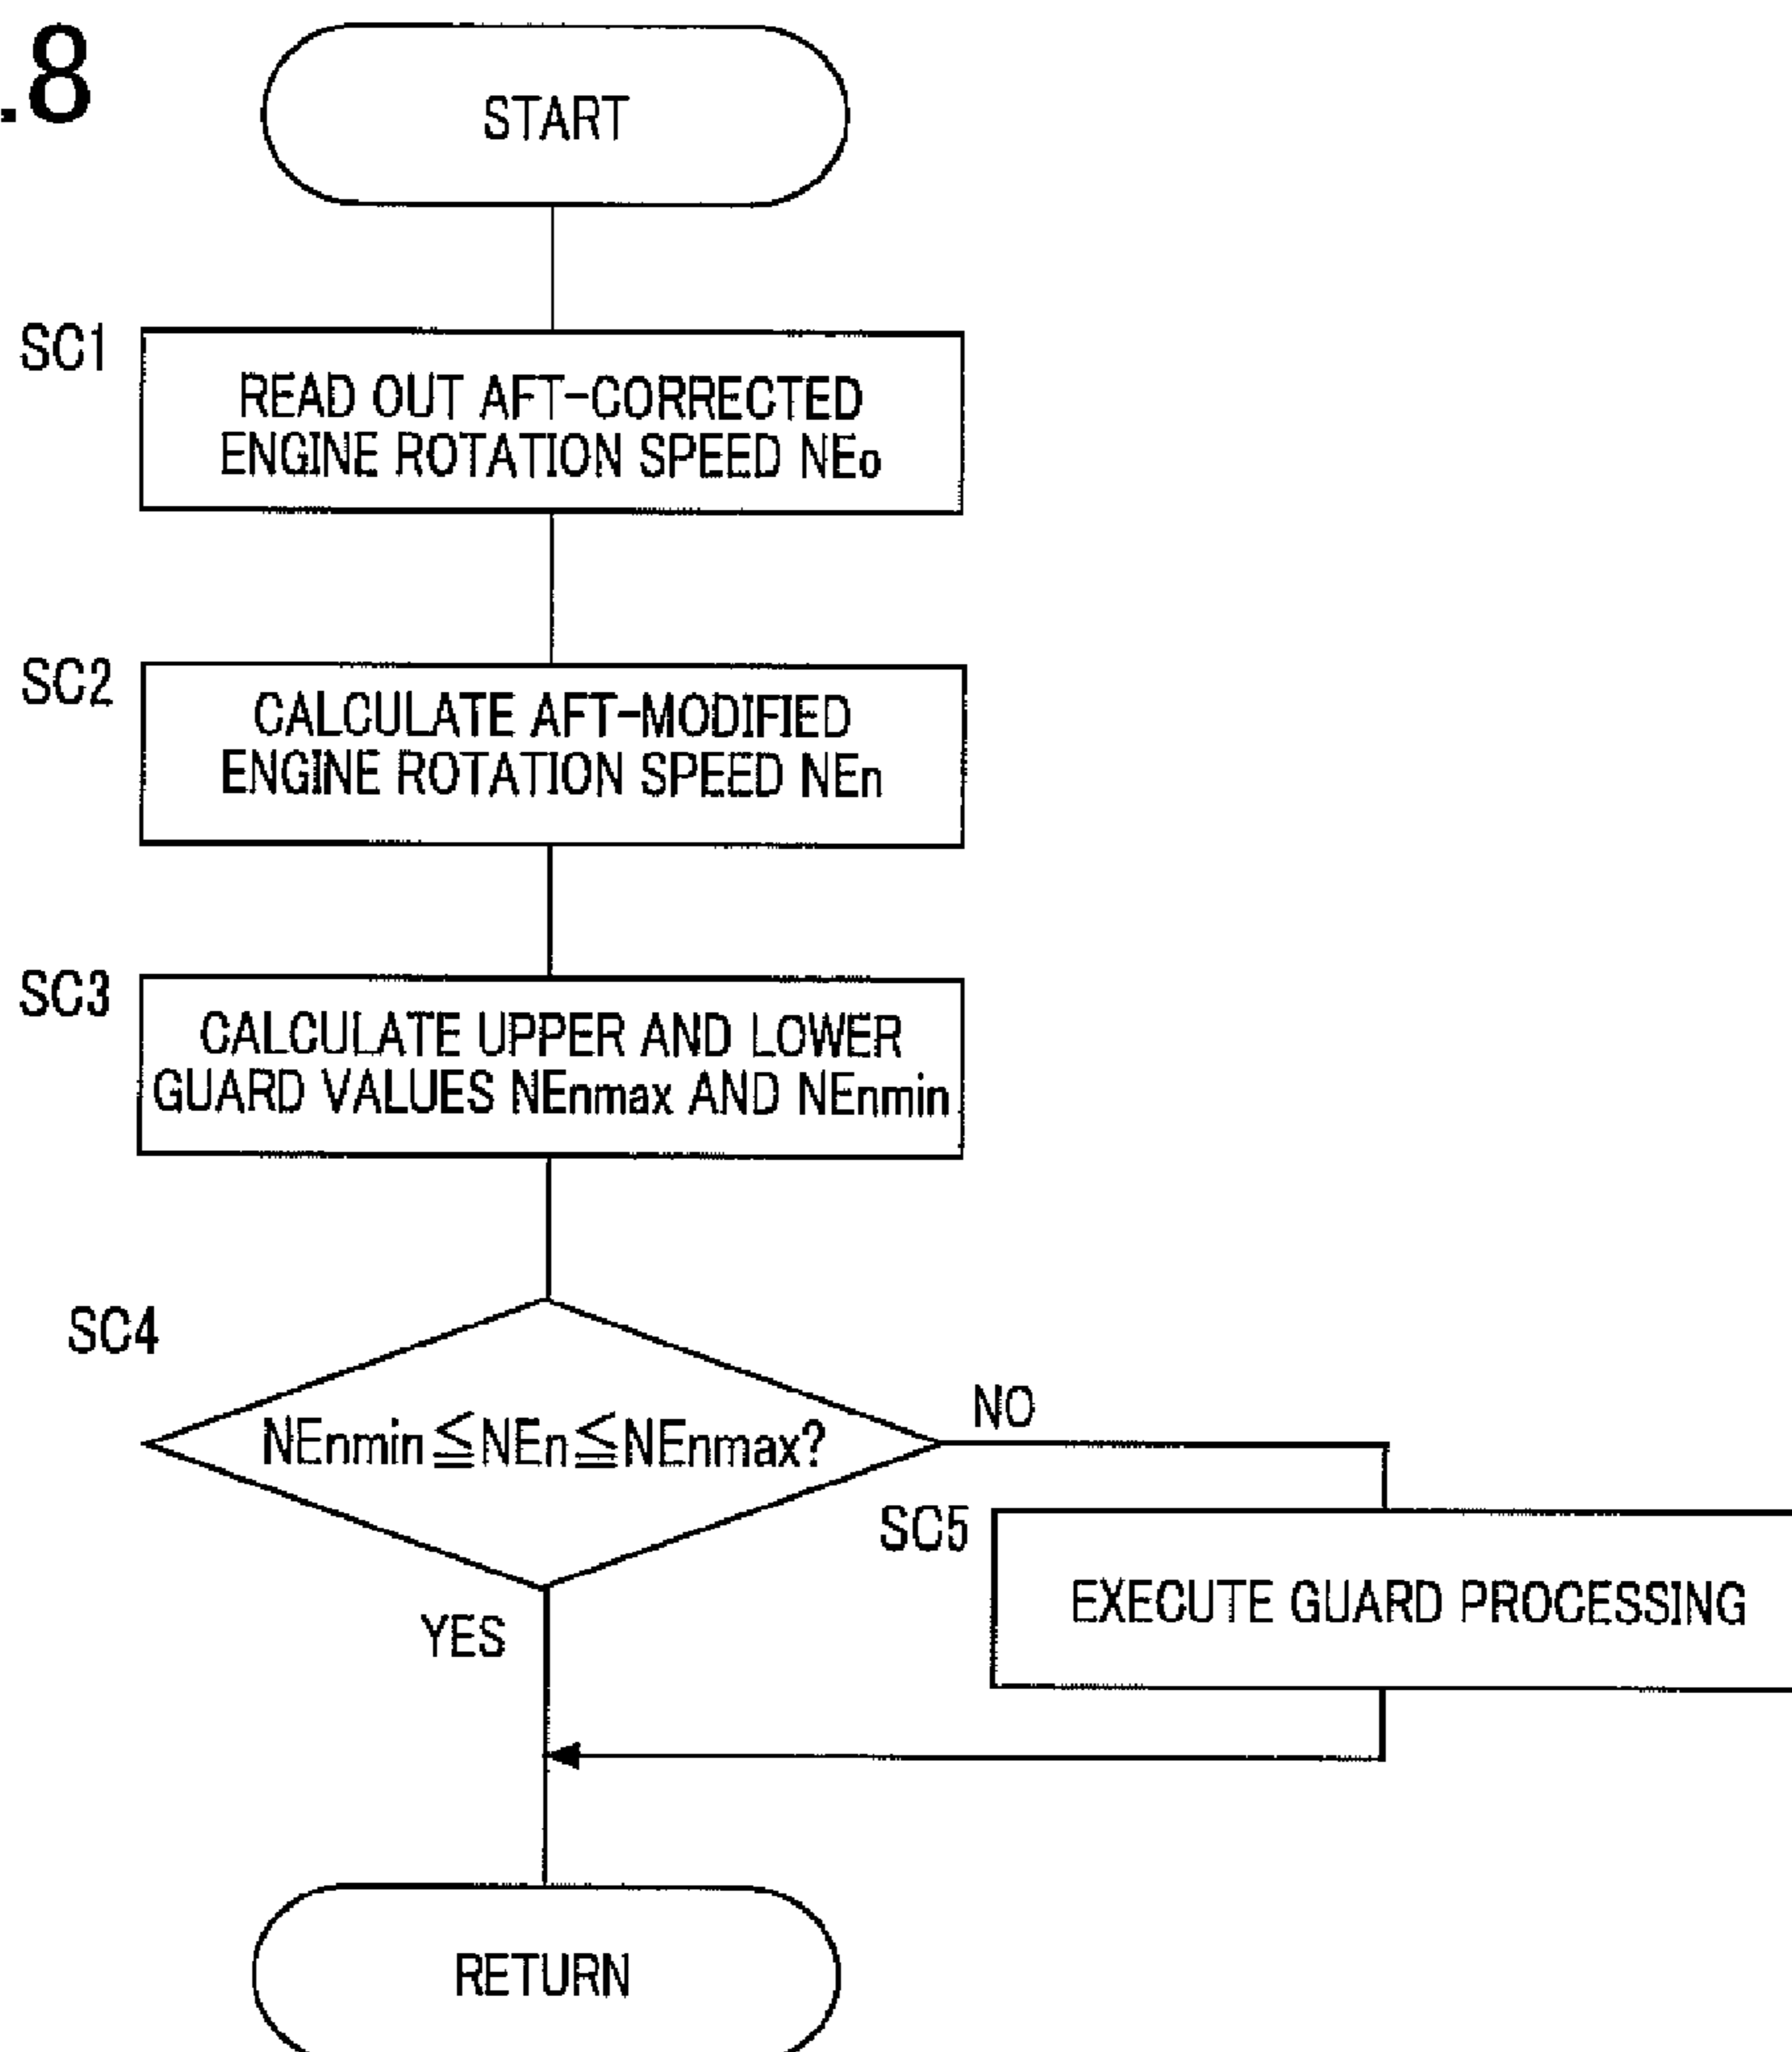 .8
START
SC1
READ OUT AFT-CORRECTED
ENGINE ROTATION SPEED NEo
SC2
CALCULATE AFT-MODIFIED
ENGINE ROTATION SPEED NEn
SC3
CALCULATE UPPER AND LOWER
GUARD VALUES NEnmax AND NEnmin
SC4
NEnmin≦NEn≦NEnmax?
NO
SC5
EXECUTE GUARD PROCESSING
YES
RETURN